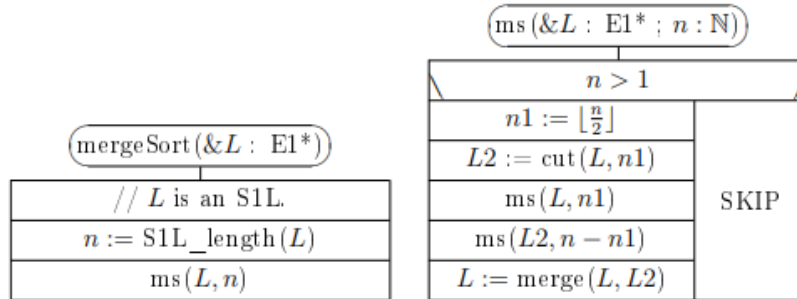 mergeSort(&L : E1*)
// L is an S1L.
n := S1L_length(L)
ms(L, n)
ms(&L : E1* ; n : ℕ)
n > 1
n1 := ⌊n/2⌋
L2 := cut(L, n1)
ms(L, n1)
ms(L2, n − n1)
L := merge(L, L2)
SKIP